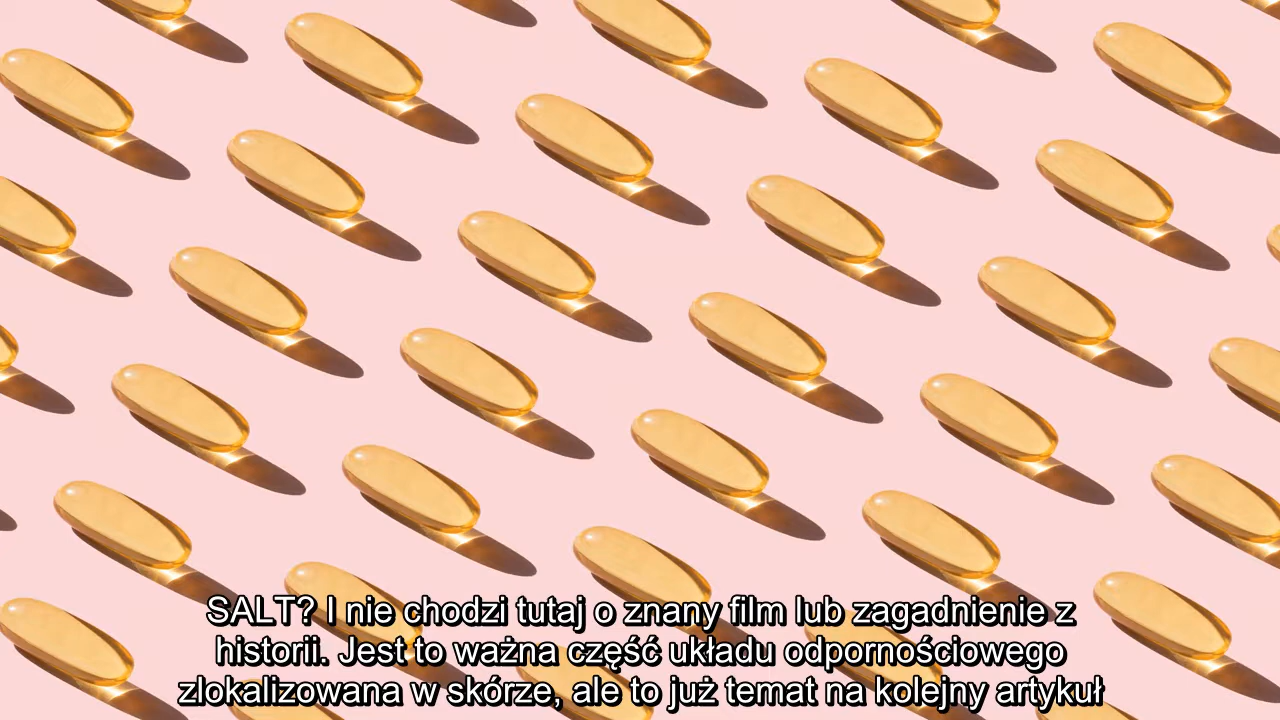 SALT? I nie chodzi tutaj o znany film lub zagadnienie z
historii. Jest to ważna część układu odpornościowego
zlokalizowana w skórze, ale to już temat na kolejny artykuł